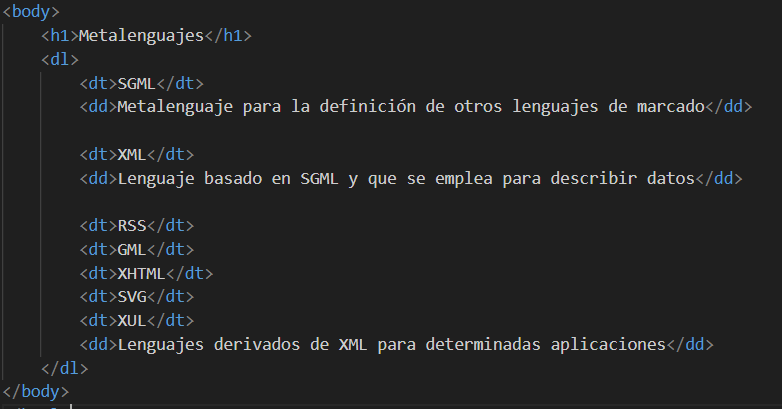 <body>
<h1>Metalenguajes</h1>
<dl>
<dt>SGML</dt>
<dd>Metalenguaje para la definición de otros lenguajes de marcado</dd>
<dt>XML</dt>
<dd>Lenguaje basado en SGML y que se emplea para describir datos</dd>
<dt>RSS</dt>
<dt>GML</dt>
<dt>XHTML</dt>
<dt>SVG</dt>
<dt>XUL</dt>
<dd>Lenguajes derivados de XML para determinadas aplicaciones</dd>
</dl>
</body>